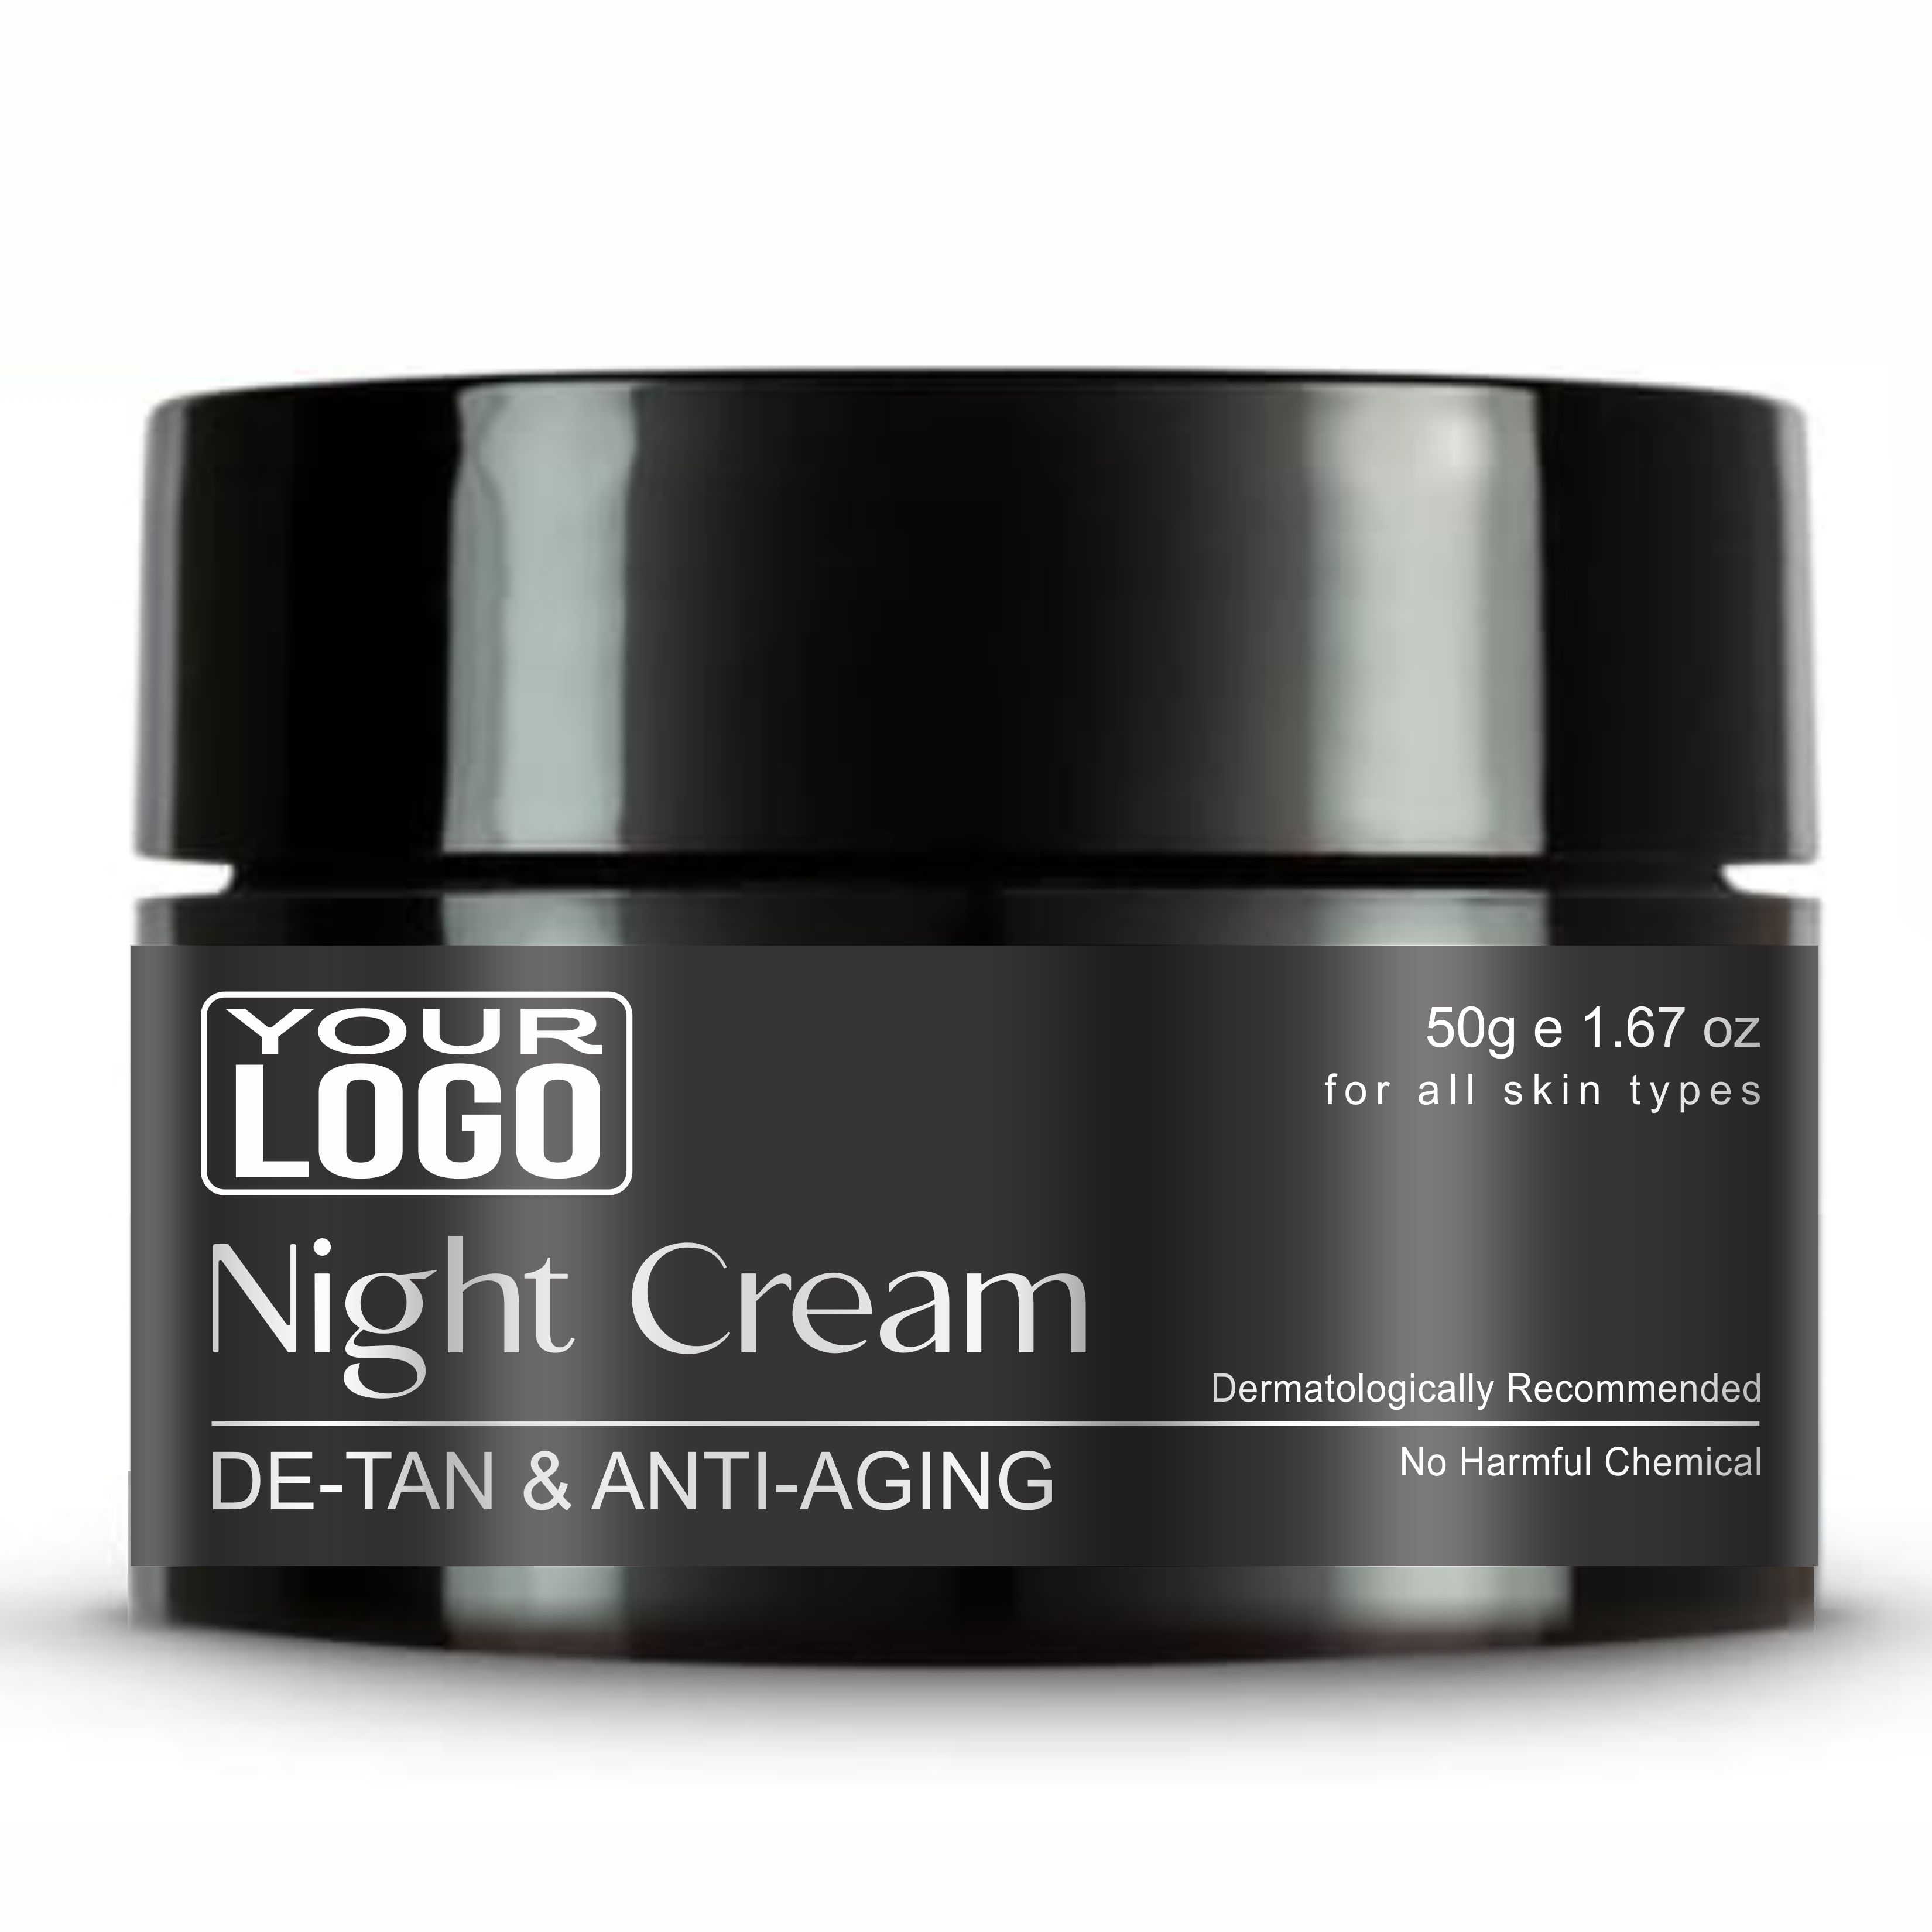 YOUR
LOGO
50g e 1.67 oz
for all skin types
Night Cream
Dermatologically Recommended
DE-TAN & ANTI-AGING
No Harmful Chemical